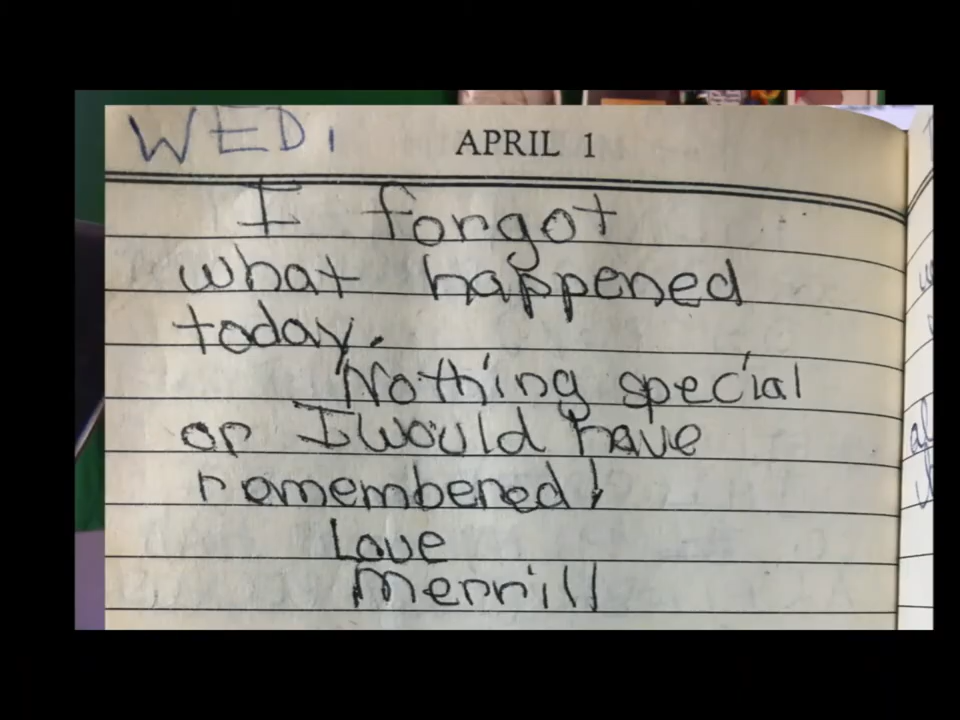 WED.
APRIL 1
I forgot
what happened
today.
Nothing special
or I would have
remembered!
Love
Merrill